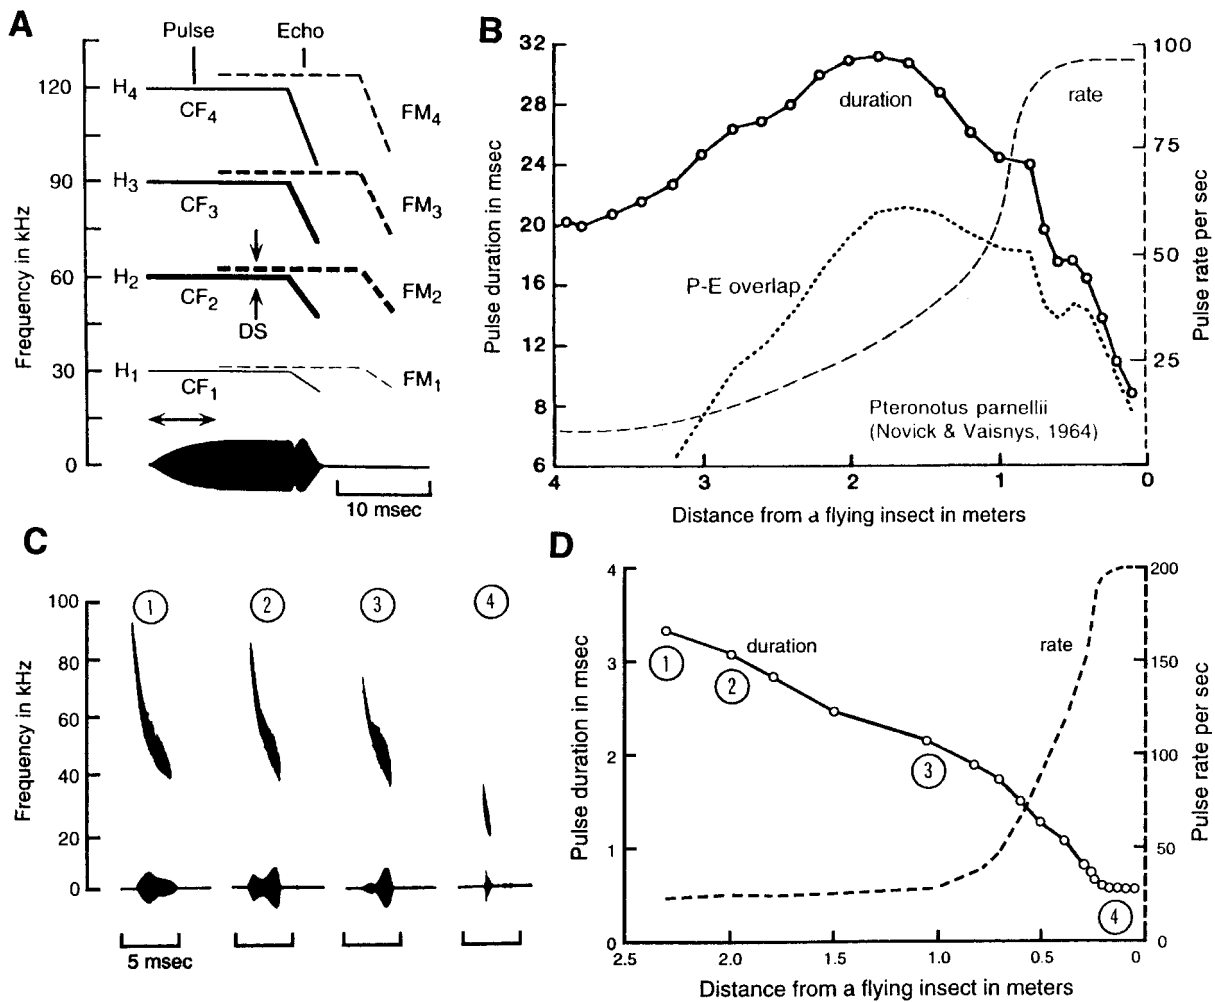 A
Pulse
Echo
Frequency in kHz
120
90
60
30
0
H4
CF4
FM4
H3
CF3
FM3
H2
CF2
FM2
DS
H1
CF1
FM1
10 msec
B
Pulse duration in msec
32
28
24
20
16
12
8
6
duration
rate
P-E overlap
Pteronotus parnellii
(Novick & Vaisnys, 1964)
100
75
50
25
0
Pulse rate per sec
4 3 2 1 0
Distance from a flying insect in meters
C
Frequency in kHz
100
80
60
40
20
0
1 2 3 4
5 msec
D
Pulse duration in msec
4
3
2
1
0
duration
rate
1
2
3
4
200
150
100
50
0
Pulse rate per sec
2.5 2.0 1.5 1.0 0.5 0
Distance from a flying insect in meters